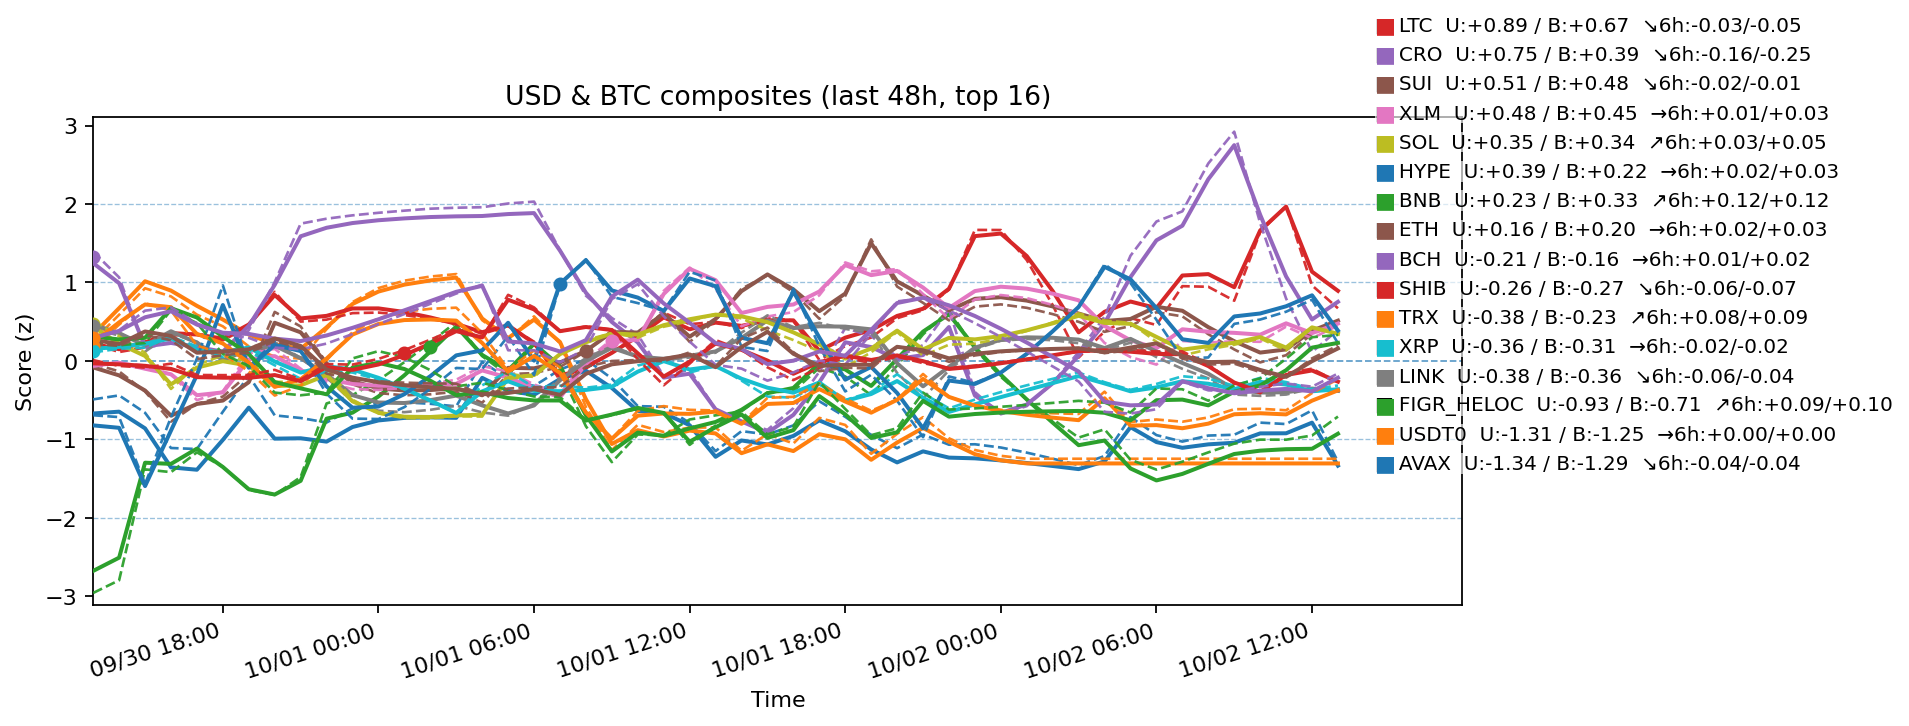 LTC U:+0.89 / B:+0.67 ↘6h:-0.03/-0.05
CRO U:+0.75 / B:+0.39 ↘6h:-0.16/-0.25
SUI U:+0.51 / B:+0.48 ↘6h:-0.02/-0.01
XLM U:+0.48 / B:+0.45 →6h:+0.01/+0.03
SOL U:+0.35 / B:+0.34 ↗6h:+0.03/+0.05
HYPE U:+0.39 / B:+0.22 →6h:+0.02/+0.03
BNB U:+0.23 / B:+0.33 ↗6h:+0.12/+0.12
ETH U:+0.16 / B:+0.20 →6h:+0.02/+0.03
BCH U:-0.21 / B:-0.16 →6h:+0.01/+0.02
SHIB U:-0.26 / B:-0.27 ↘6h:-0.06/-0.07
TRX U:-0.38 / B:-0.23 ↗6h:+0.08/+0.09
XRP U:-0.36 / B:-0.31 →6h:-0.02/-0.02
LINK U:-0.38 / B:-0.36 ↘6h:-0.06/-0.04
FIGR_HELOC U:-0.93 / B:-0.71 ↗6h:+0.09/+0.10
USDT0 U:-1.31 / B:-1.25 →6h:+0.00/+0.00
AVAX U:-1.34 / B:-1.29 ↘6h:-0.04/-0.04
USD & BTC composites (last 48h, top 16)
Score (z)
3
2
1
0
−1
−2
−3
09/30 18:00
10/01 00:00
10/01 06:00
10/01 12:00
10/01 18:00
10/02 00:00
10/02 06:00
10/02 12:00
Time